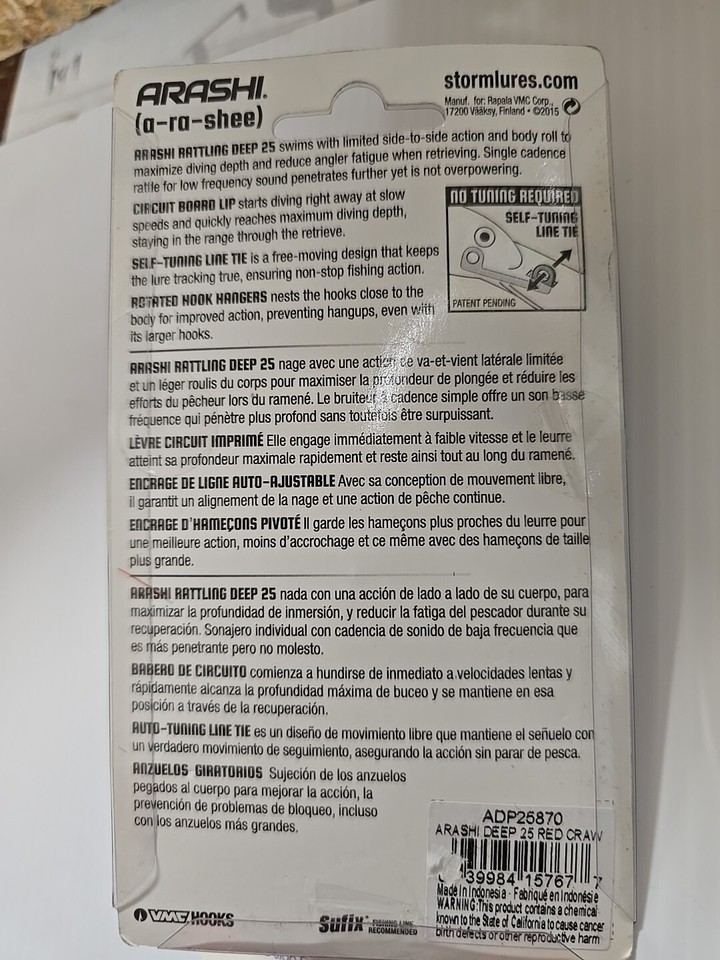 ARASHI.
(a-ra-shee)
stormlures.com
Manuf. for: Rapala VMC Corp.,
17200 Vääksy, Finland • ©2015
ARASHI RATTLING DEEP 25 swims with limited side-to-side action and body roll to
maximize diving depth and reduce angler fatigue when retrieving. Single cadence
rattle for low frequency sound penetrates further yet is not overpowering.
CIRCUIT BOARD LIP starts diving right away at slow
speeds and quickly reaches maximum diving depth,
staying in the range through the retrieve.
SELF-TUNING LINE TIE is a free-moving design that keeps
the lure tracking true, ensuring non-stop fishing action.
ROTATED HOOK HANGERS nests the hooks close to the
body for improved action, preventing hangups, even with
its larger hooks.
NO TUNING REQUIRED
SELF-TUNING
LINE TIE
PATENT PENDING
ARASHI RATTLING DEEP 25 nage avec une action de va-et-vient latérale limitée
et un léger roulis du corps pour maximiser la profondeur de plongée et réduire les
efforts du pêcheur lors du ramené. Le bruiteur à cadence simple offre un son basse
fréquence qui pénètre plus profond sans toutefois être surpuissant.
LÈVRE CIRCUIT IMPRIMÉ Elle engage immédiatement à faible vitesse et le leurre
atteint sa profondeur maximale rapidement et reste ainsi tout au long du ramené.
ENCRAGE DE LIGNE AUTO-AJUSTABLE Avec sa conception de mouvement libre,
il garantit un alignement de la nage et une action de pêche continue.
ENCRAGE D'HAMEÇONS PIVOTÉ Il garde les hameçons plus proches du leurre pour
une meilleure action, moins d'accrochage et ce même avec des hameçons de taille
plus grande.
ARASHI RATTLING DEEP 25 nada con una acción de lado a lado de su cuerpo, para
maximizar la profundidad de inmersión, y reducir la fatiga del pescador durante su
recuperación. Sonajero individual con cadencia de sonido de baja frecuencia que
es más penetrante pero no molesto.
BABERO DE CIRCUITO comienza a hundirse de inmediato a velocidades lentas y
rápidamente alcanza la profundidad máxima de buceo y se mantiene en esa
posición a través de la recuperación.
AUTO-TUNING LINE TIE es un diseño de movimiento libre que mantiene el señuelo con
un verdadero movimiento de seguimiento, asegurando la acción sin parar de pesca.
ANZUELOS GIRATORIOS Sujeción de los anzuelos
pegados al cuerpo para mejorar la acción, la
prevención de problemas de bloqueo, incluso
con los anzuelos más grandes.
ADP25870
ARASHI DEEP 25 RED CRAW
39984 15767 7
Made in Indonesia - Fabriqué en Indonésie
WARNING:This product contains a chemical
known to the State of California to cause cancer
birth defects or other reproductive harm
VMC HOOKS
Sufix FISHING LINE
RECOMMENDED